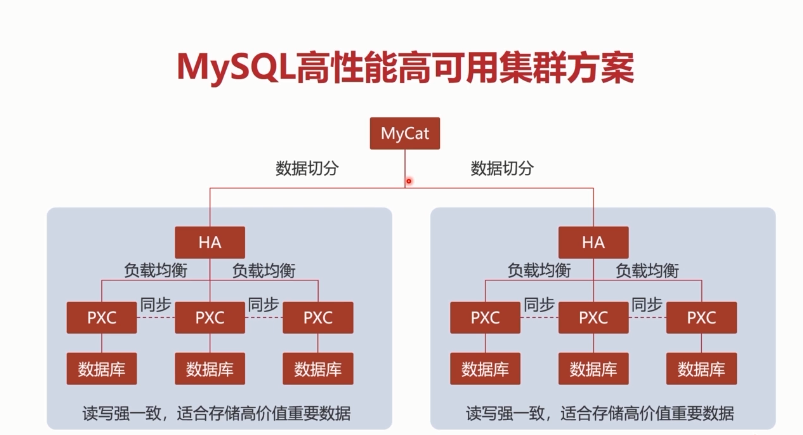 MySQL高性能高可用集群方案
MyCat
数据切分 数据切分
HA HA
负载均衡 负载均衡 负载均衡 负载均衡
PXC 同步 PXC 同步 PXC PXC 同步 PXC 同步 PXC
数据库 数据库 数据库 数据库 数据库 数据库
读写强一致，适合存储高价值重要数据 读写强一致，适合存储高价值重要数据